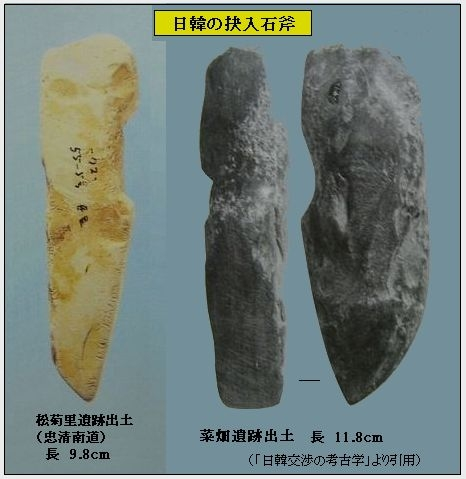 日韓の抉入石斧
松菊里遺跡出土
(忠清南道)
長 9.8cm
菜畑遺跡出土 長 11.8cm
(「日韓交渉の考古学」より引用)